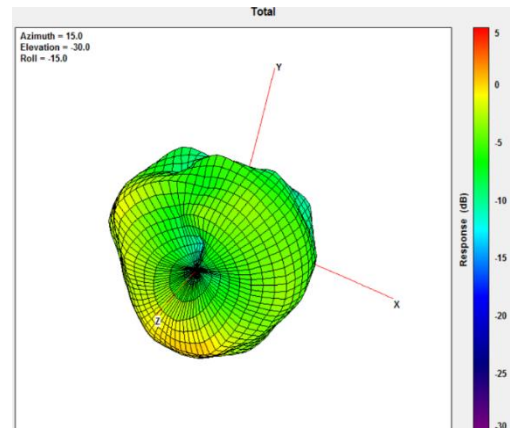 Total
Azimuth = 15.0
Elevation = -30.0
Roll = -15.0
Y
X
Z
5
0
-5
-10
-15
-20
-25
-30
Response (dB)